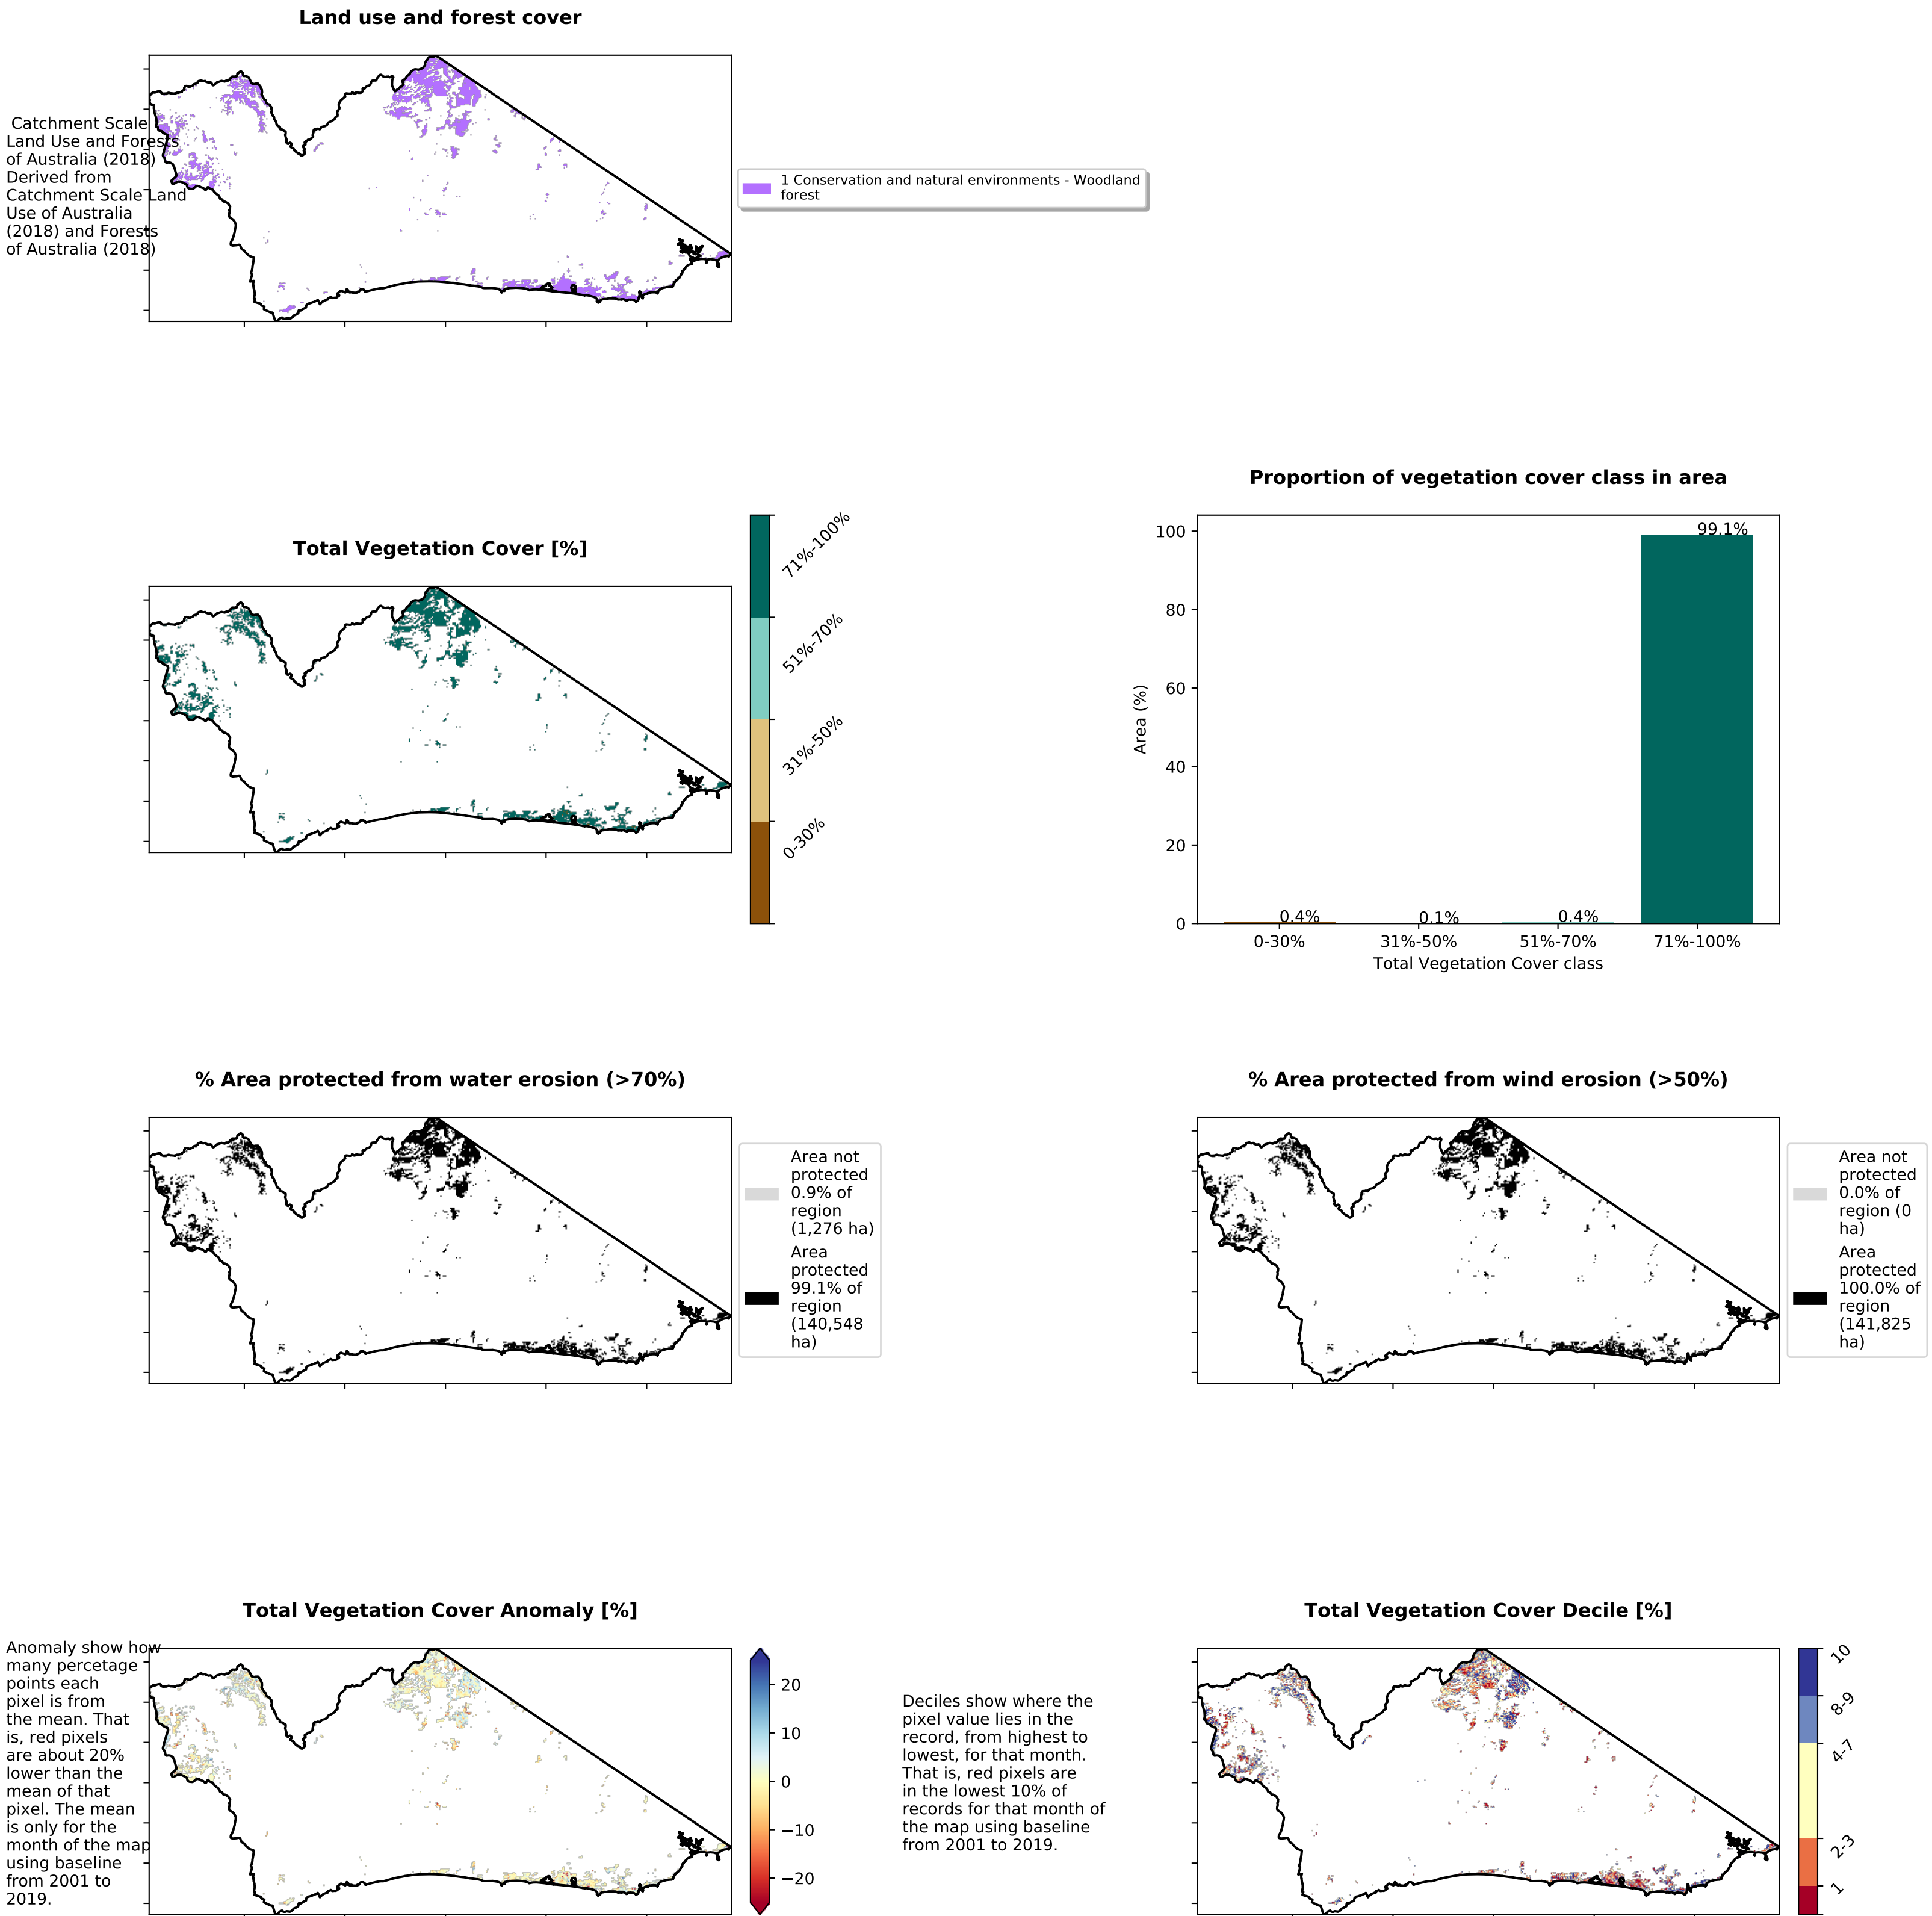 Land use and forest cover
Catchment Scale
Land Use and Forests
of Australia (2018)
Derived from
Catchment Scale Land
Use of Australia
(2018) and Forests
of Australia (2018)
1 Conservation and natural environments - Woodland
forest
Total Vegetation Cover [%]
71%-100%
51%-70%
31%-50%
0-30%
Proportion of vegetation cover class in area
100
80
60
40
20
0
Area (%)
0.4%
0.1%
0.4%
99.1%
0-30%
31%-50%
51%-70%
71%-100%
Total Vegetation Cover class
% Area protected from water erosion (>70%)
Area not
protected
0.9% of
region
(1,276 ha)
Area
protected
99.1% of
region
(140,548
ha)
% Area protected from wind erosion (>50%)
Area not
protected
0.0% of
region (0
ha)
Area
protected
100.0% of
region
(141,825
ha)
Total Vegetation Cover Anomaly [%]
Anomaly show how
many percetage
points each
pixel is from
the mean. That
is, red pixels
are about 20%
lower than the
mean of that
pixel. The mean
is only for the
month of the map
using baseline
from 2001 to
2019.
20
10
0
−10
−20
Total Vegetation Cover Decile [%]
Deciles show where the
pixel value lies in the
record, from highest to
lowest, for that month.
That is, red pixels are
in the lowest 10% of
records for that month of
the map using baseline
from 2001 to 2019.
10
8-9
4-7
2-3
1